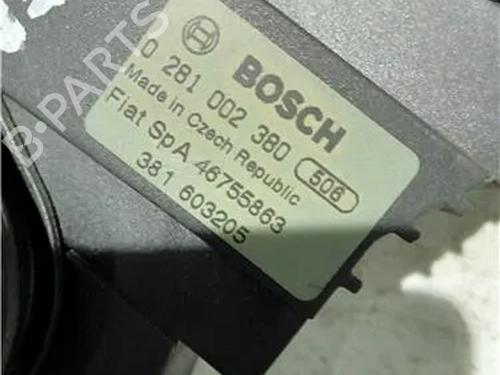 B-PARTS
BOSCH
0 281 002 380 506
Made in Czech Republic
Fiat SpA 46755863
381 603205